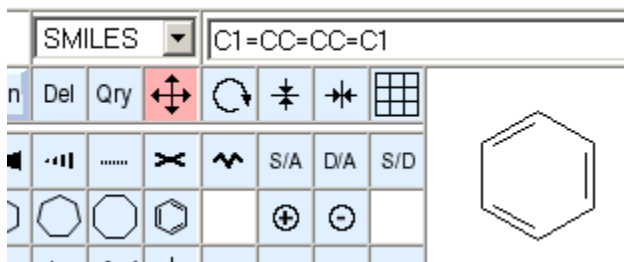 SMILES C1=CC=CC=C1
n Del Qry
S/A D/A S/D